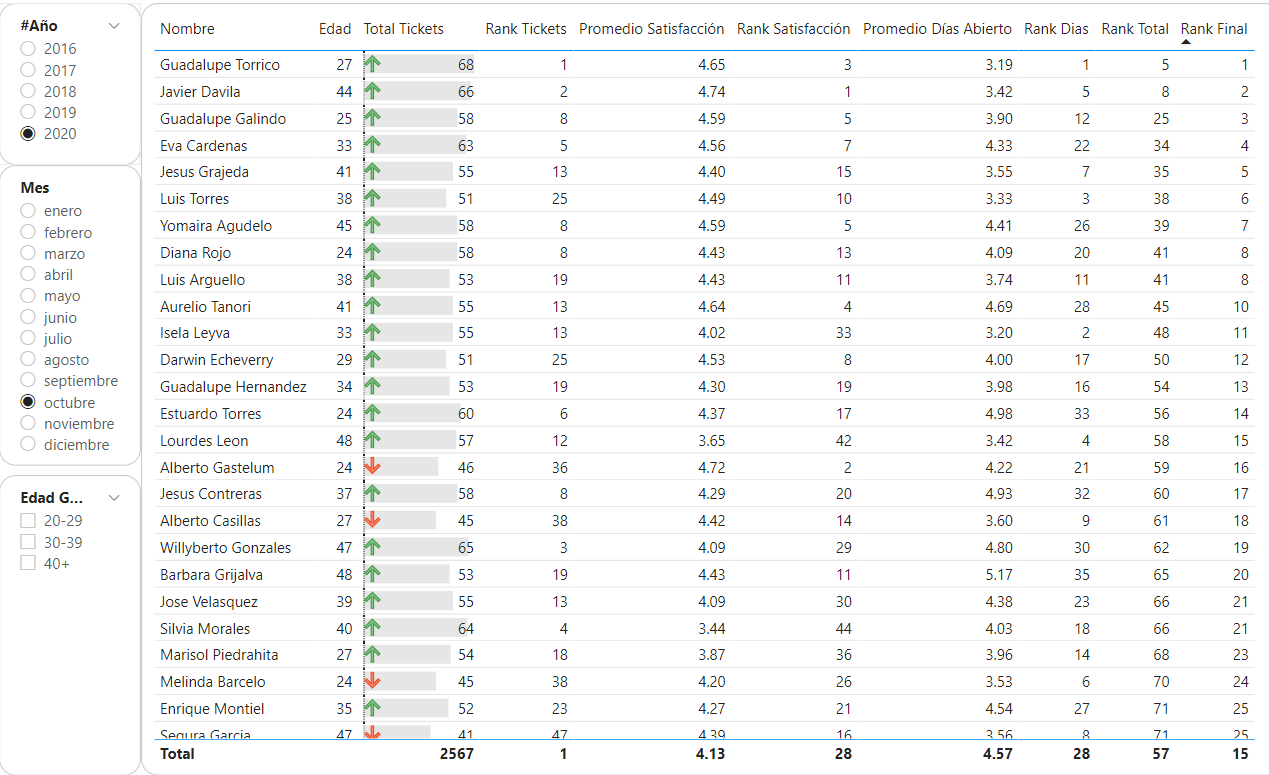 #Año
2016
2017
2018
2019
2020
Mes
enero
febrero
marzo
abril
mayo
junio
julio
agosto
septiembre
octubre
noviembre
diciembre
Edad G...
20-29
30-39
40+
Nombre Edad Total Tickets Rank Tickets Promedio Satisfacción Rank Satisfacción Promedio Días Abierto Rank Dias Rank Total Rank Final
Guadalupe Torrico 27 68 1 4.65 3 3.19 1 5 1
Javier Davila 44 66 2 4.74 1 3.42 5 8 2
Guadalupe Galindo 25 58 8 4.59 5 3.90 12 25 3
Eva Cardenas 33 63 5 4.56 7 4.33 22 34 4
Jesus Grajeda 41 55 13 4.40 15 3.55 7 35 5
Luis Torres 38 51 25 4.49 10 3.33 3 38 6
Yomaira Agudelo 45 58 8 4.59 5 4.41 26 39 7
Diana Rojo 24 58 8 4.43 13 4.09 20 41 8
Luis Arguello 38 53 19 4.43 11 3.74 11 41 8
Aurelio Tanori 41 55 13 4.64 4 4.69 28 45 10
Isela Leyva 33 55 13 4.02 33 3.20 2 48 11
Darwin Echeverry 29 51 25 4.53 8 4.00 17 50 12
Guadalupe Hernandez 34 53 19 4.30 19 3.98 16 54 13
Estuardo Torres 24 60 6 4.37 17 4.98 33 56 14
Lourdes Leon 48 57 12 3.65 42 3.42 4 58 15
Alberto Gastelum 24 46 36 4.72 2 4.22 21 59 16
Jesus Contreras 37 58 8 4.29 20 4.93 32 60 17
Alberto Casillas 27 45 38 4.42 14 3.60 9 61 18
Willyberto Gonzales 47 65 3 4.09 29 4.80 30 62 19
Barbara Grijalva 48 53 19 4.43 11 5.17 35 65 20
Jose Velasquez 39 55 13 4.09 30 4.38 23 66 21
Silvia Morales 40 64 4 3.44 44 4.03 18 66 21
Marisol Piedrahita 27 54 18 3.87 36 3.96 14 68 23
Melinda Barcelo 24 45 38 4.20 26 3.53 6 70 24
Enrique Montiel 35 52 23 4.27 21 4.54 27 71 25
Segura Garcia 47 41 47 4.39 16 3.56 8 71 25
Total 2567 1 4.13 28 4.57 28 57 15